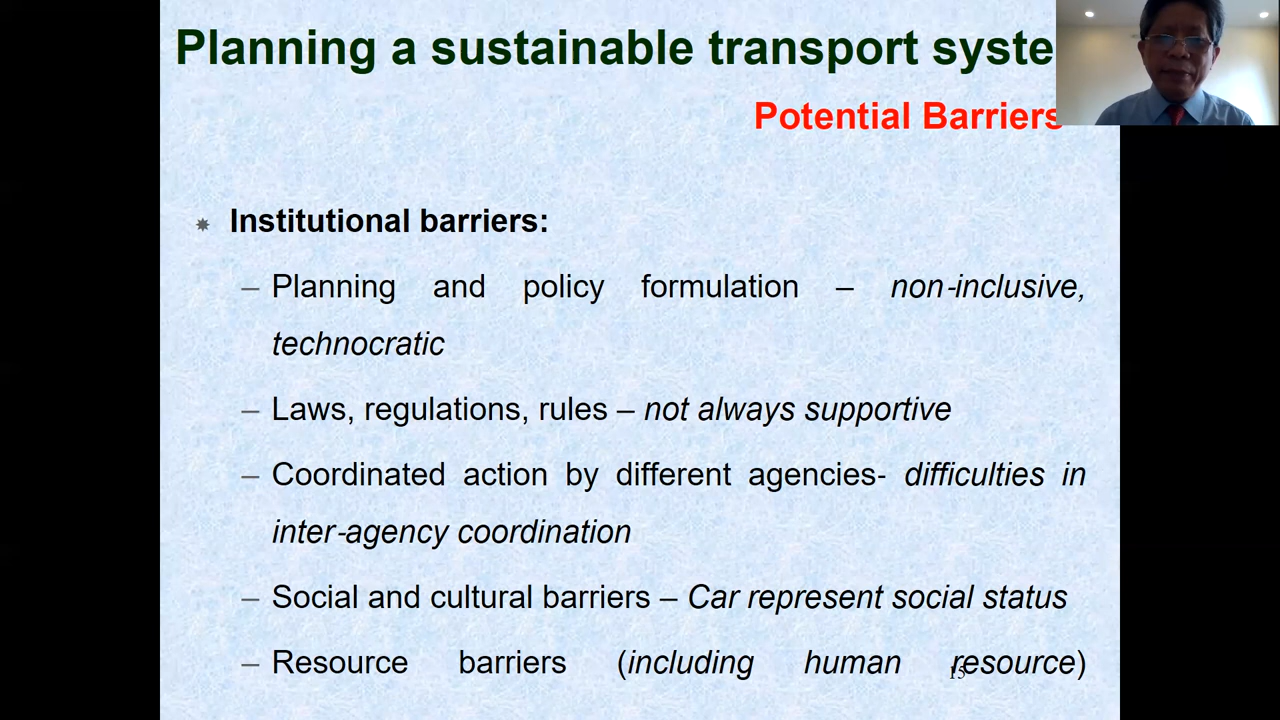 Planning a sustainable transport syste
Potential Barriers
Institutional barriers:
– Planning and policy formulation – non-inclusive,
technocratic
– Laws, regulations, rules – not always supportive
– Coordinated action by different agencies- difficulties in
inter-agency coordination
– Social and cultural barriers – Car represent social status
– Resource barriers (including human resource)
15